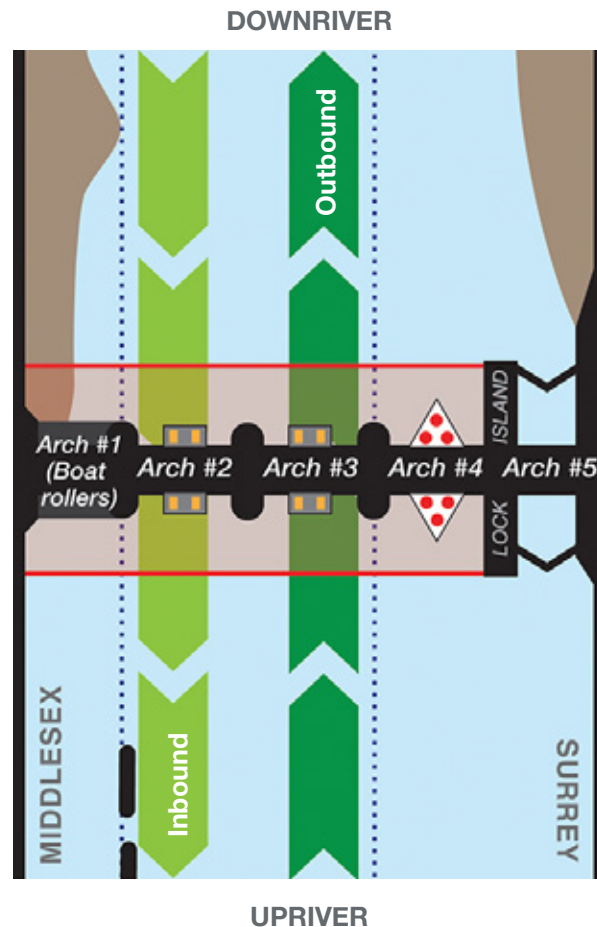 DOWNRIVER
Outbound
ISLAND
Arch #1
(Boat
rollers)
Arch #2
Arch #3
Arch #4
Arch #5
LOCK
MIDDLESEX
Inbound
SURREY
UPRIVER